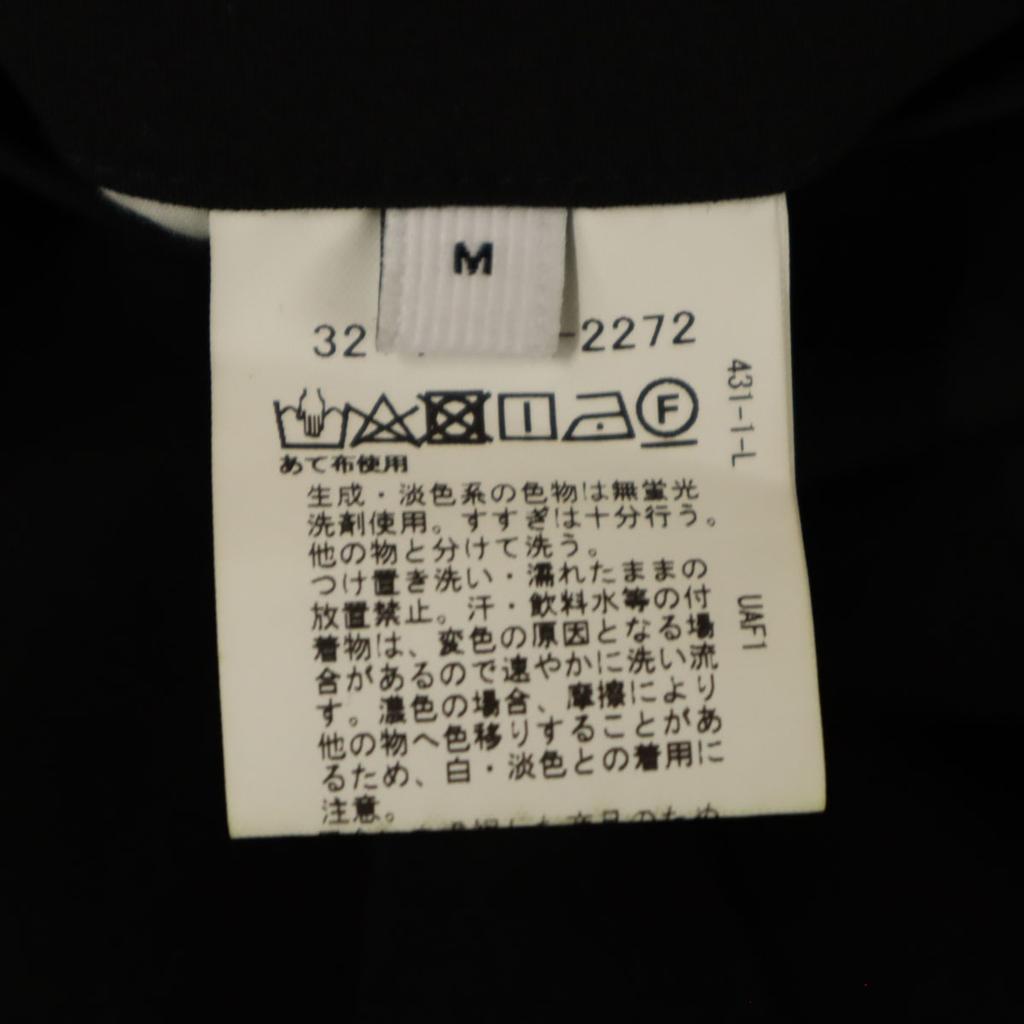 M
32
-2272
F
431-1-L
あて布使用
生成・淡色系の色物は無蛍光
洗剤使用。すすぎは十分行う。
他の物と分けて洗う。
つけ置き洗い・濡れたままの
放置禁止。汗・飲料水等の付
着物は、変色の原因となる場
合があるので速やかに洗い流
す。濃色の場合、摩擦により
他の物へ色移りすることがあ
るため、白・淡色との着用に
注意。
UAF1